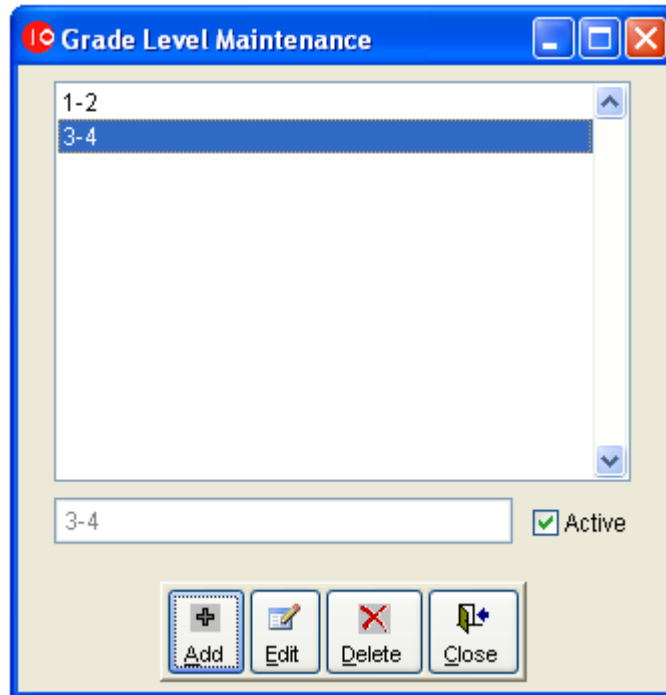 Grade Level Maintenance
1-2
3-4
3-4 Active
Add Edit Delete Close